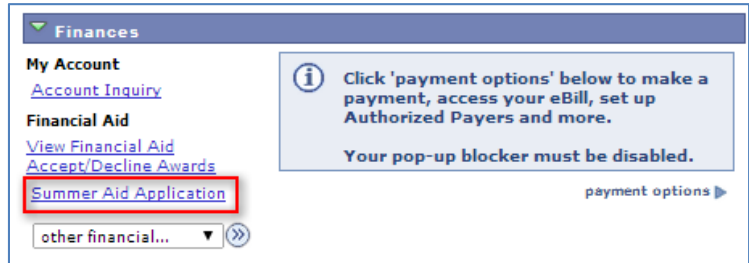 Finances
My Account
Account Inquiry
Financial Aid
View Financial Aid
Accept/Decline Awards
Summer Aid Application
other financial...
Click 'payment options' below to make a
payment, access your eBill, set up
Authorized Payers and more.
Your pop-up blocker must be disabled.
payment options